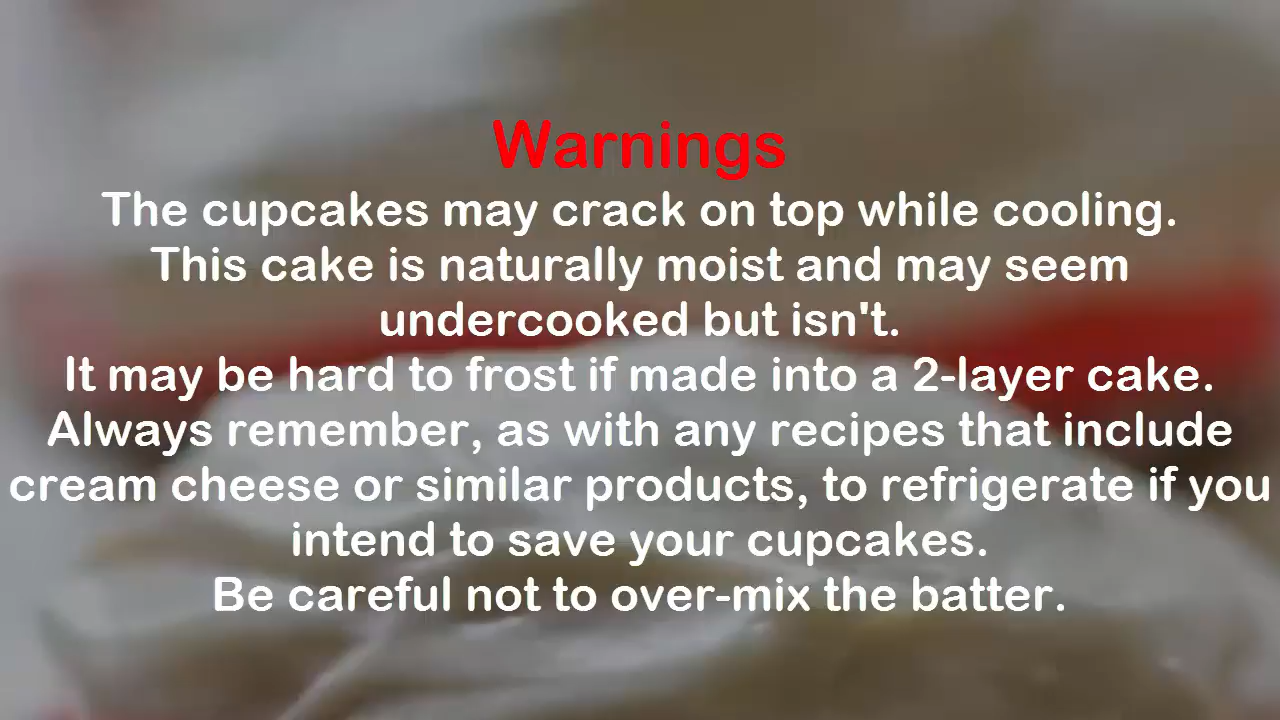 Warnings
The cupcakes may crack on top while cooling.
This cake is naturally moist and may seem
undercooked but isn't.
It may be hard to frost if made into a 2-layer cake.
Always remember, as with any recipes that include
cream cheese or similar products, to refrigerate if you
intend to save your cupcakes.
Be careful not to over-mix the batter.